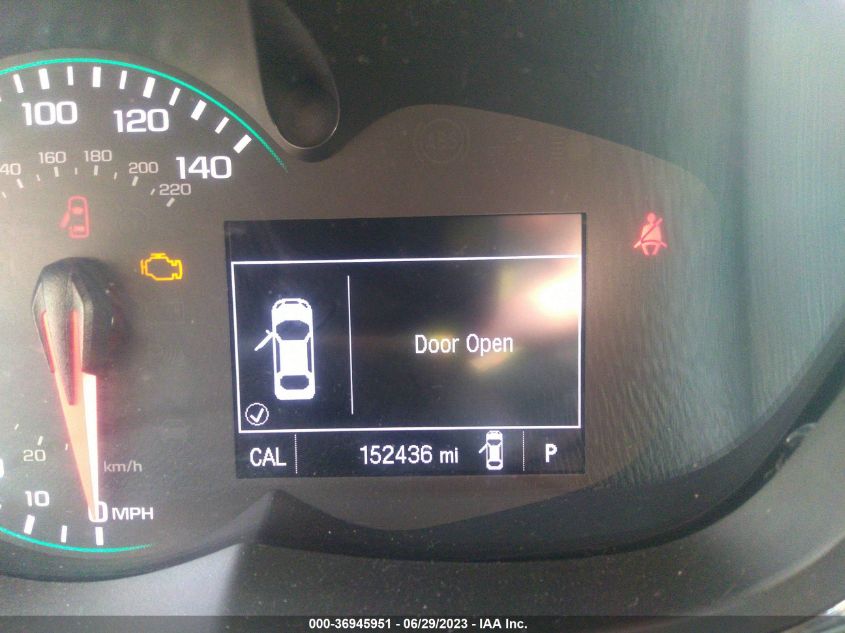 100
120
140
40 160 180 200 220
Door Open
CAL 152436 mi P
20 km/h
10 0 MPH
000-36945951 - 06/29/2023 - IAA Inc.